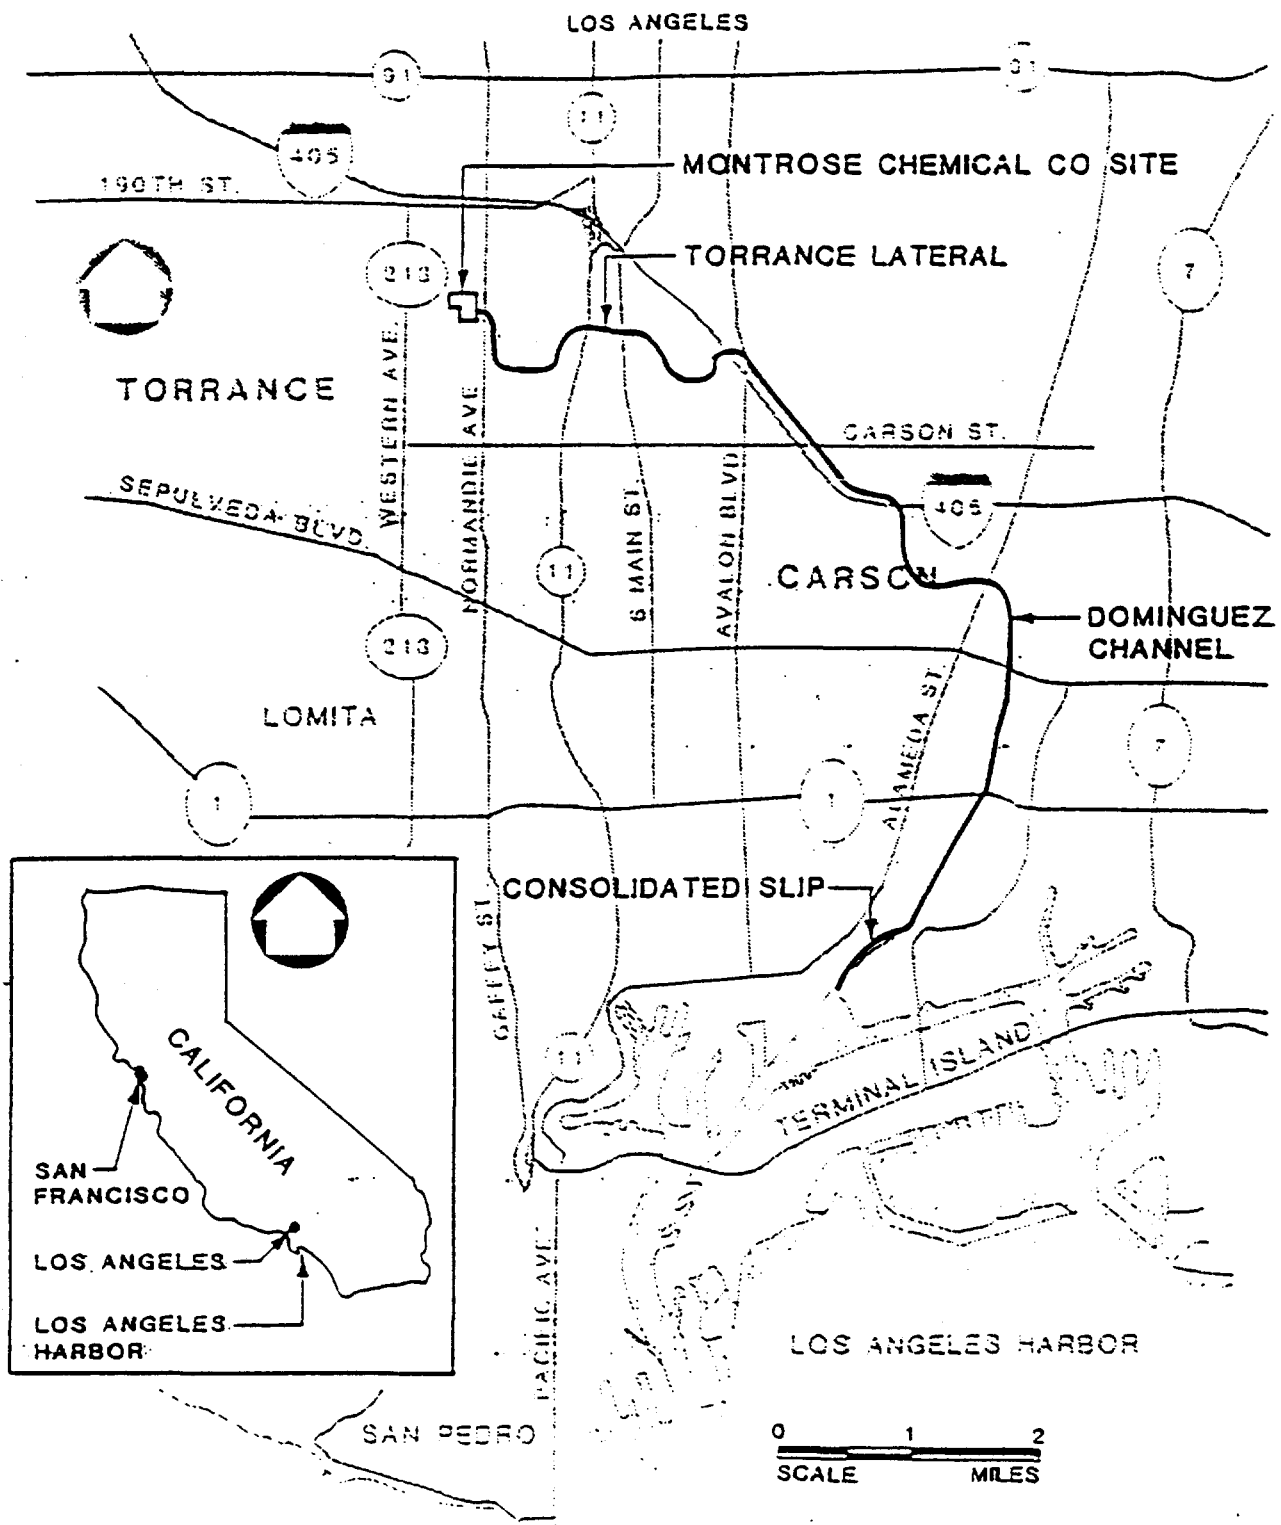 LOS ANGELES
91
91
11
405
MONTROSE CHEMICAL CO SITE
190TH ST.
TORRANCE LATERAL
213
7
TORRANCE
WESTERN AVE.
NORMANDIE AVE
CARSON ST.
SEPULVEDA BLVD.
405
11
S MAIN ST.
AVALON BLVD
CARSON
DOMINGUEZ
CHANNEL
213
LOMITA
ALAMEDA ST.
7
1
1
CONSOLIDATED SLIP
GAFFEY ST.
11
TERMINAL ISLAND
CALIFORNIA
SAN
FRANCISCO
LOS ANGELES
LOS ANGELES
HARBOR
PACIFIC AVE.
LOS ANGELES HARBOR
SAN PEDRO
0 1 2
SCALE MILES